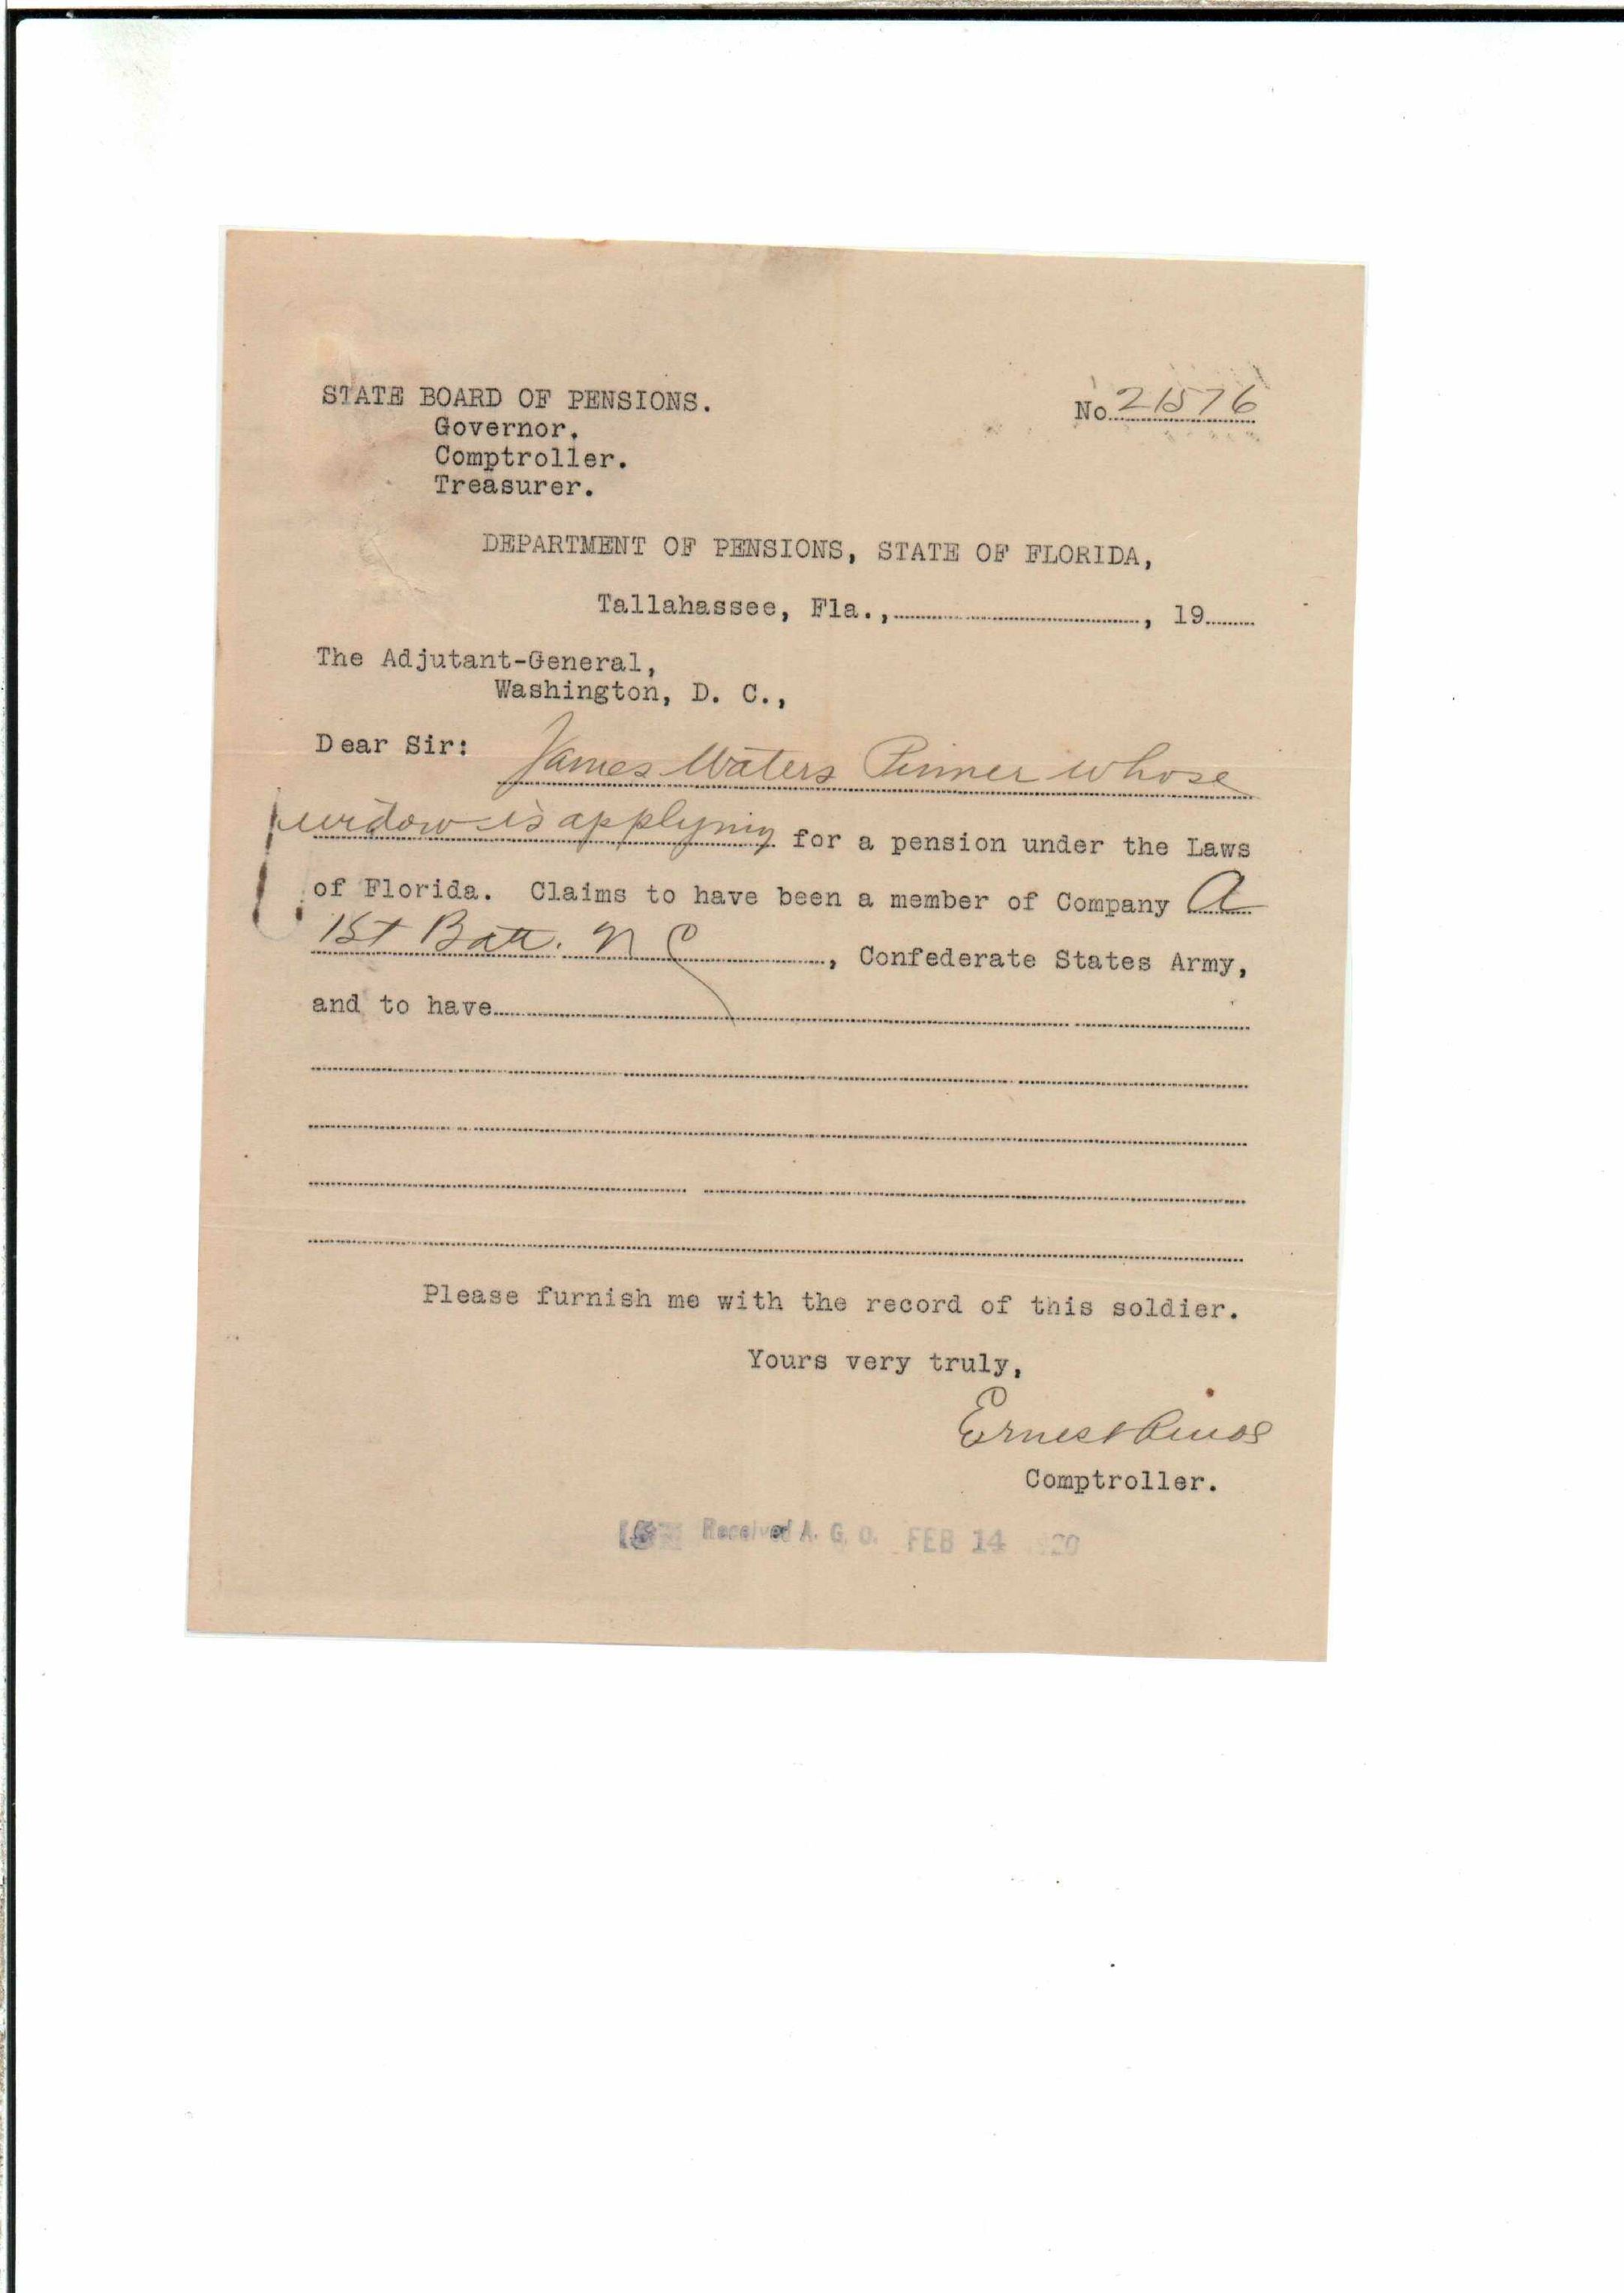 STATE BOARD OF PENSIONS.
No. 21576
Governor.
Comptroller.
Treasurer.
DEPARTMENT OF PENSIONS, STATE OF FLORIDA,
Tallahassee, Fla., , 19
The Adjutant-General,
Washington, D. C.,
Dear Sir: James Waters Pinner whose
widow is applying for a pension under the Laws
of Florida. Claims to have been a member of Company A
1st Batt. N C , Confederate States Army,
and to have
Please furnish me with the record of this soldier.
Yours very truly,
Ernest Amos
Comptroller.
Received A. G. O. FEB 14 20